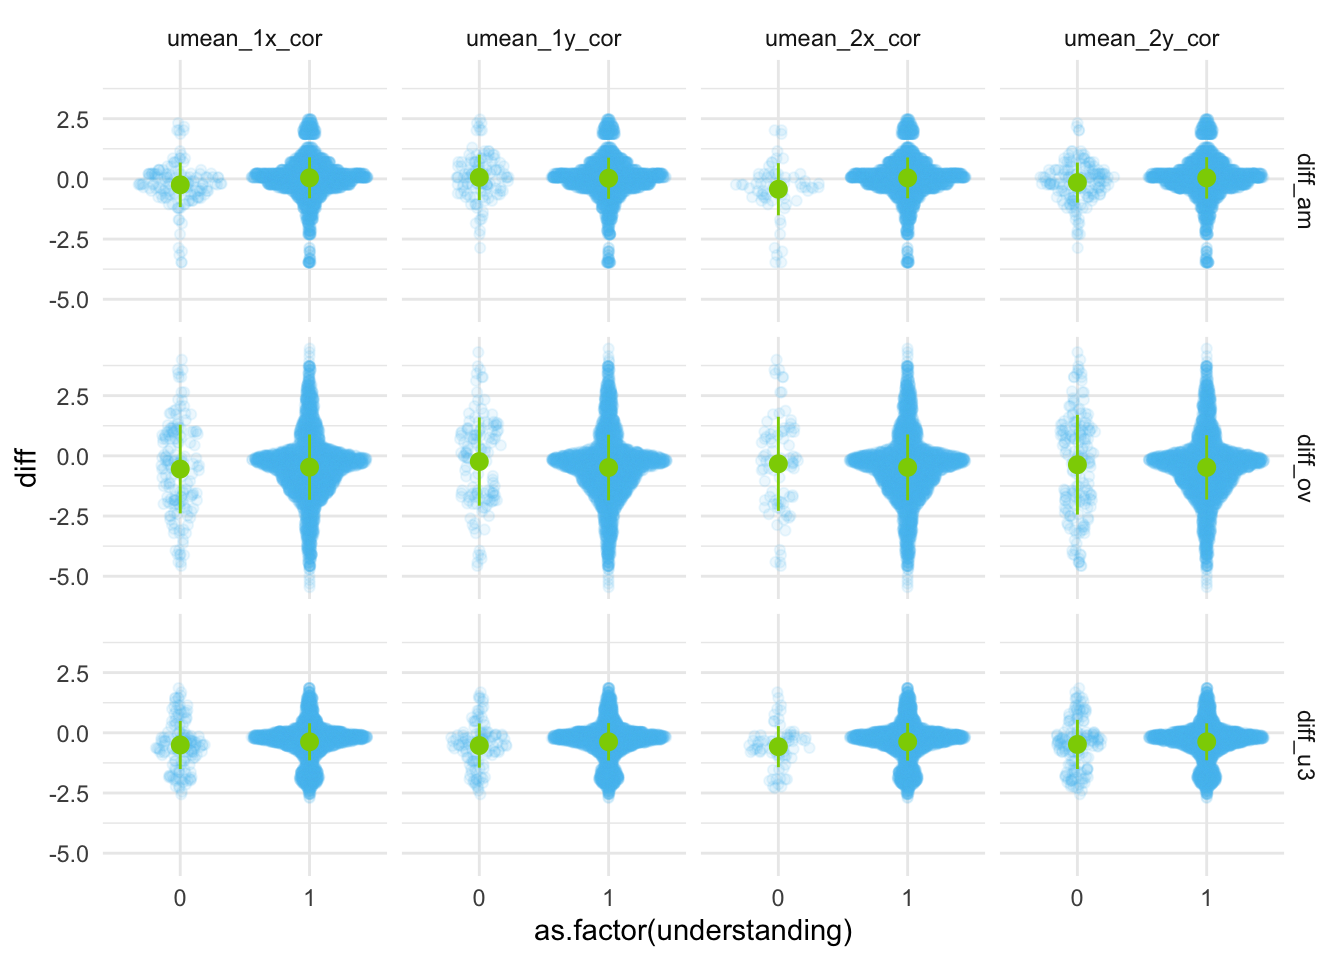 umean_1x_cor umean_1y_cor umean_2x_cor umean_2y_cor
2.5
0.0
-2.5
-5.0
diff_am
2.5
0.0
-2.5
-5.0
diff_ov
2.5
0.0
-2.5
-5.0
diff_u3
diff
0 1 0 1 0 1 0 1
as.factor(understanding)